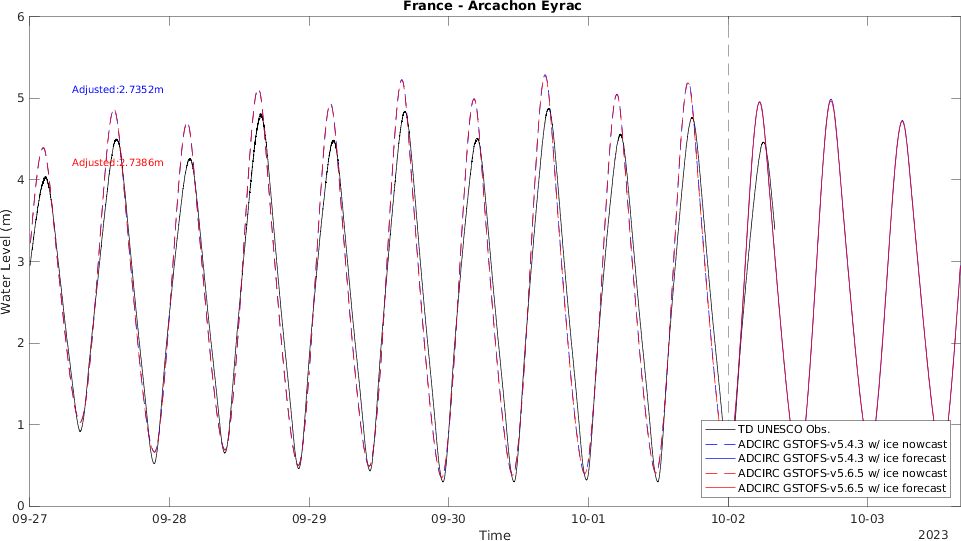 France - Arcachon Eyrac
6
5
4
3
2
1
0
Water Level (m)
Adjusted:2.7352m
Adjusted:2.7386m
TD UNESCO Obs.
ADCIRC GSTOFS-v5.4.3 w/ ice nowcast
ADCIRC GSTOFS-v5.4.3 w/ ice forecast
ADCIRC GSTOFS-v5.6.5 w/ ice nowcast
ADCIRC GSTOFS-v5.6.5 w/ ice forecast
09-27 09-28 09-29 09-30 10-01 10-02 10-03
Time
2023